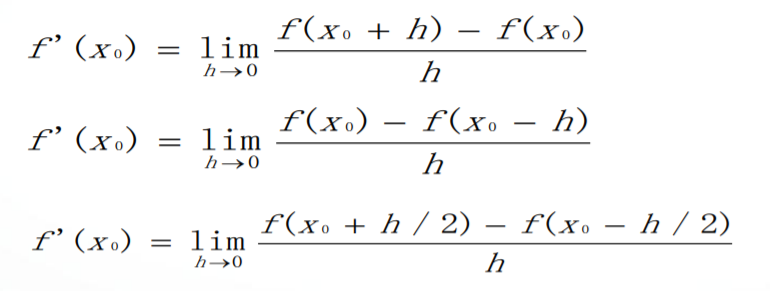 f'(x₀) = lim h→0 f(x₀ + h) − f(x₀) / h
f'(x₀) = lim h→0 f(x₀) − f(x₀ − h) / h
f'(x₀) = lim h→0 f(x₀ + h / 2) − f(x₀ − h / 2) / h